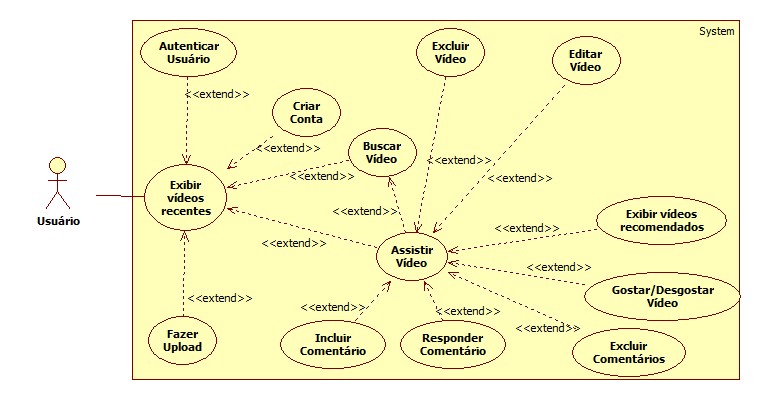 System
Autenticar
Usuário
Excluir
Vídeo
Editar
Vídeo
<<extend>>
Criar
Conta
<<extend>>
Buscar
Vídeo
<<extend>>
<<extend>>
<<extend>>
Exibir
vídeos
recentes
Usuário
<<extend>>
Exibir vídeos
recomendados
<<extend>>
<<extend>>
Assistir
Vídeo
<<extend>>
Gostar/Desgostar
Vídeo
<<extend>>
<<extend>>
<<extend>>
<<extend>>
Fazer
Upload
Incluir
Comentário
Responder
Comentário
Excluir
Comentários